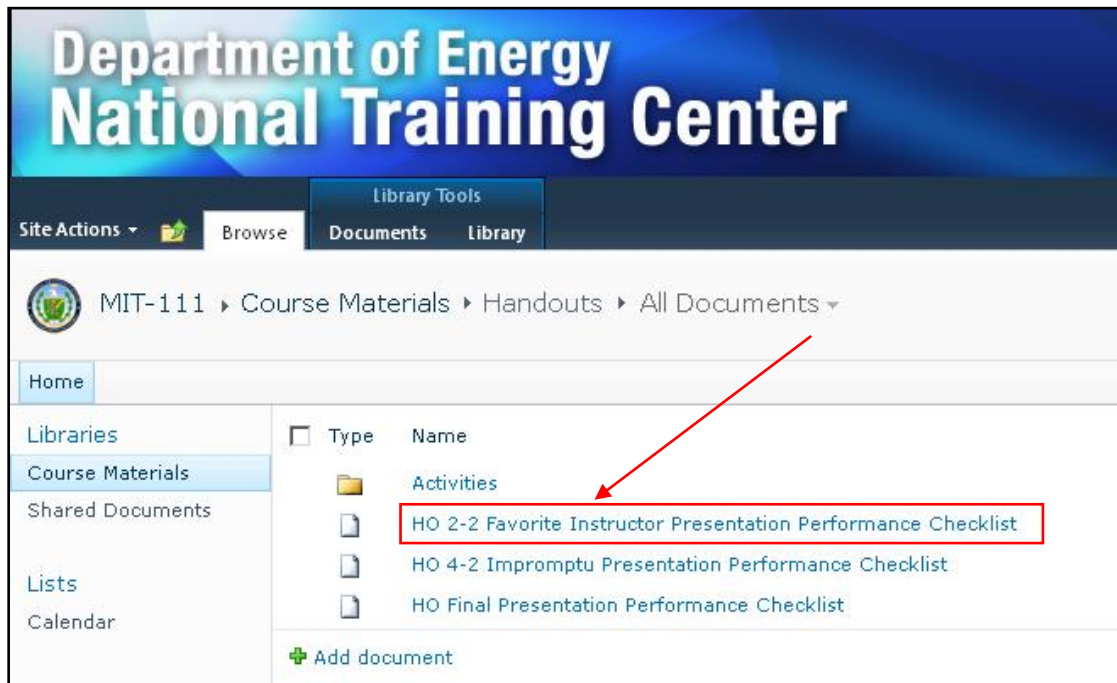 Department of Energy
National Training Center
Library Tools
Site Actions Browse Documents Library
MIT-111 Course Materials Handouts All Documents
Home
Libraries
Course Materials
Shared Documents
Lists
Calendar
Type Name
Activities
HO 2-2 Favorite Instructor Presentation Performance Checklist
HO 4-2 Impromptu Presentation Performance Checklist
HO Final Presentation Performance Checklist
Add document